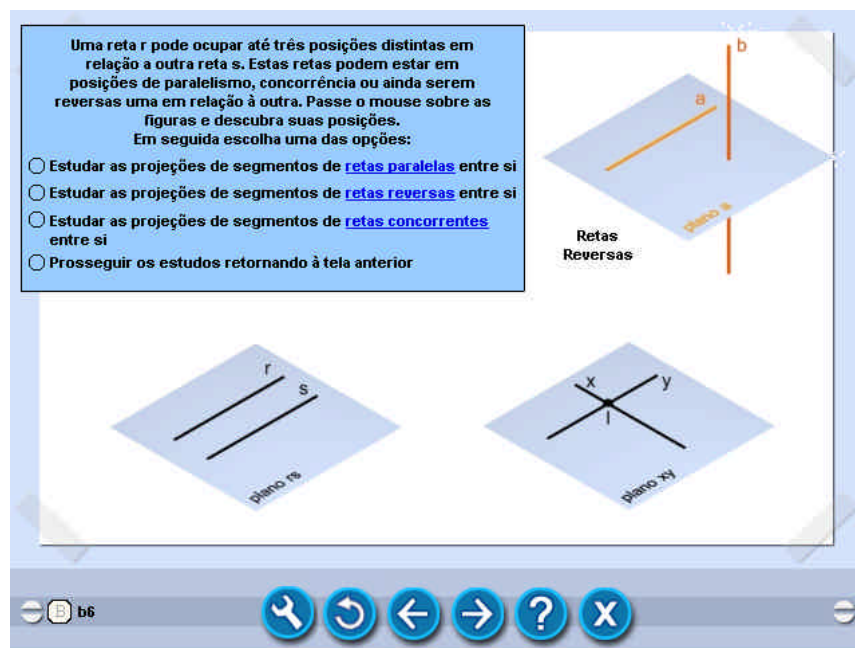 Uma reta r pode ocupar até três posições distintas em
relação a outra reta s. Estas retas podem estar em
posições de paralelismo, concorrência ou ainda serem
reversas uma em relação à outra. Passe o mouse sobre as
figuras e descubra suas posições.
Em seguida escolha uma das opções:
Estudar as projeções de segmentos de retas paralelas entre si
Estudar as projeções de segmentos de retas reversas entre si
Estudar as projeções de segmentos de retas concorrentes
entre si
Prosseguir os estudos retornando à tela anterior
b
a
plano a
Retas
Reversas
r
s
plano rs
x
y
I
plano xy
B b6
?
X